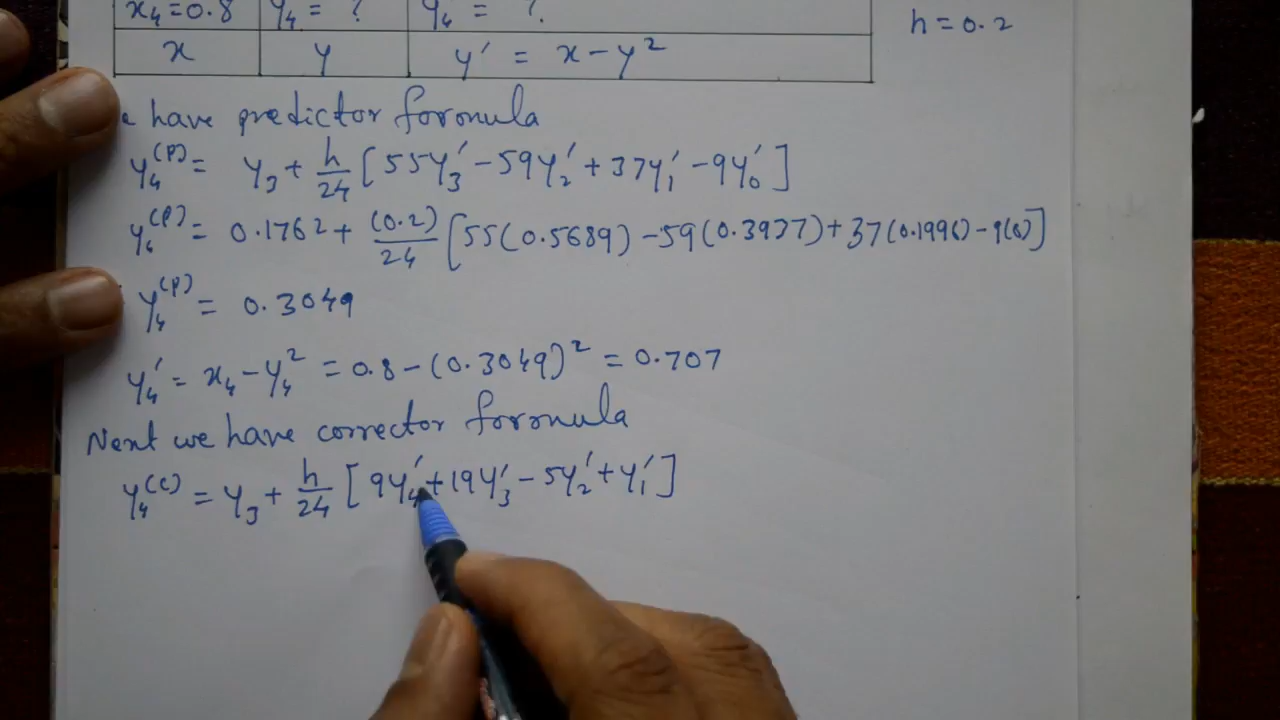 x₄=0.8 y₄ = ? y₄' = ?
h = 0.2
x y y' = x - y²
have predictor formula
y₄⁽ᵖ⁾ = y₃ + h/24 [55y₃' - 59y₂' + 37y₁' - 9y₀']
y₄⁽ᵖ⁾ = 0.1762 + (0.2)/24 [55(0.5689) - 59(0.3937) + 37(0.1996) - 9(0)]
y₄⁽ᵖ⁾ = 0.3049
y₄' = x₄ - y₄² = 0.8 - (0.3049)² = 0.707
Next we have corrector formula
y₄⁽ᶜ⁾ = y₃ + h/24 [9y₄' + 19y₃' - 5y₂' + y₁']